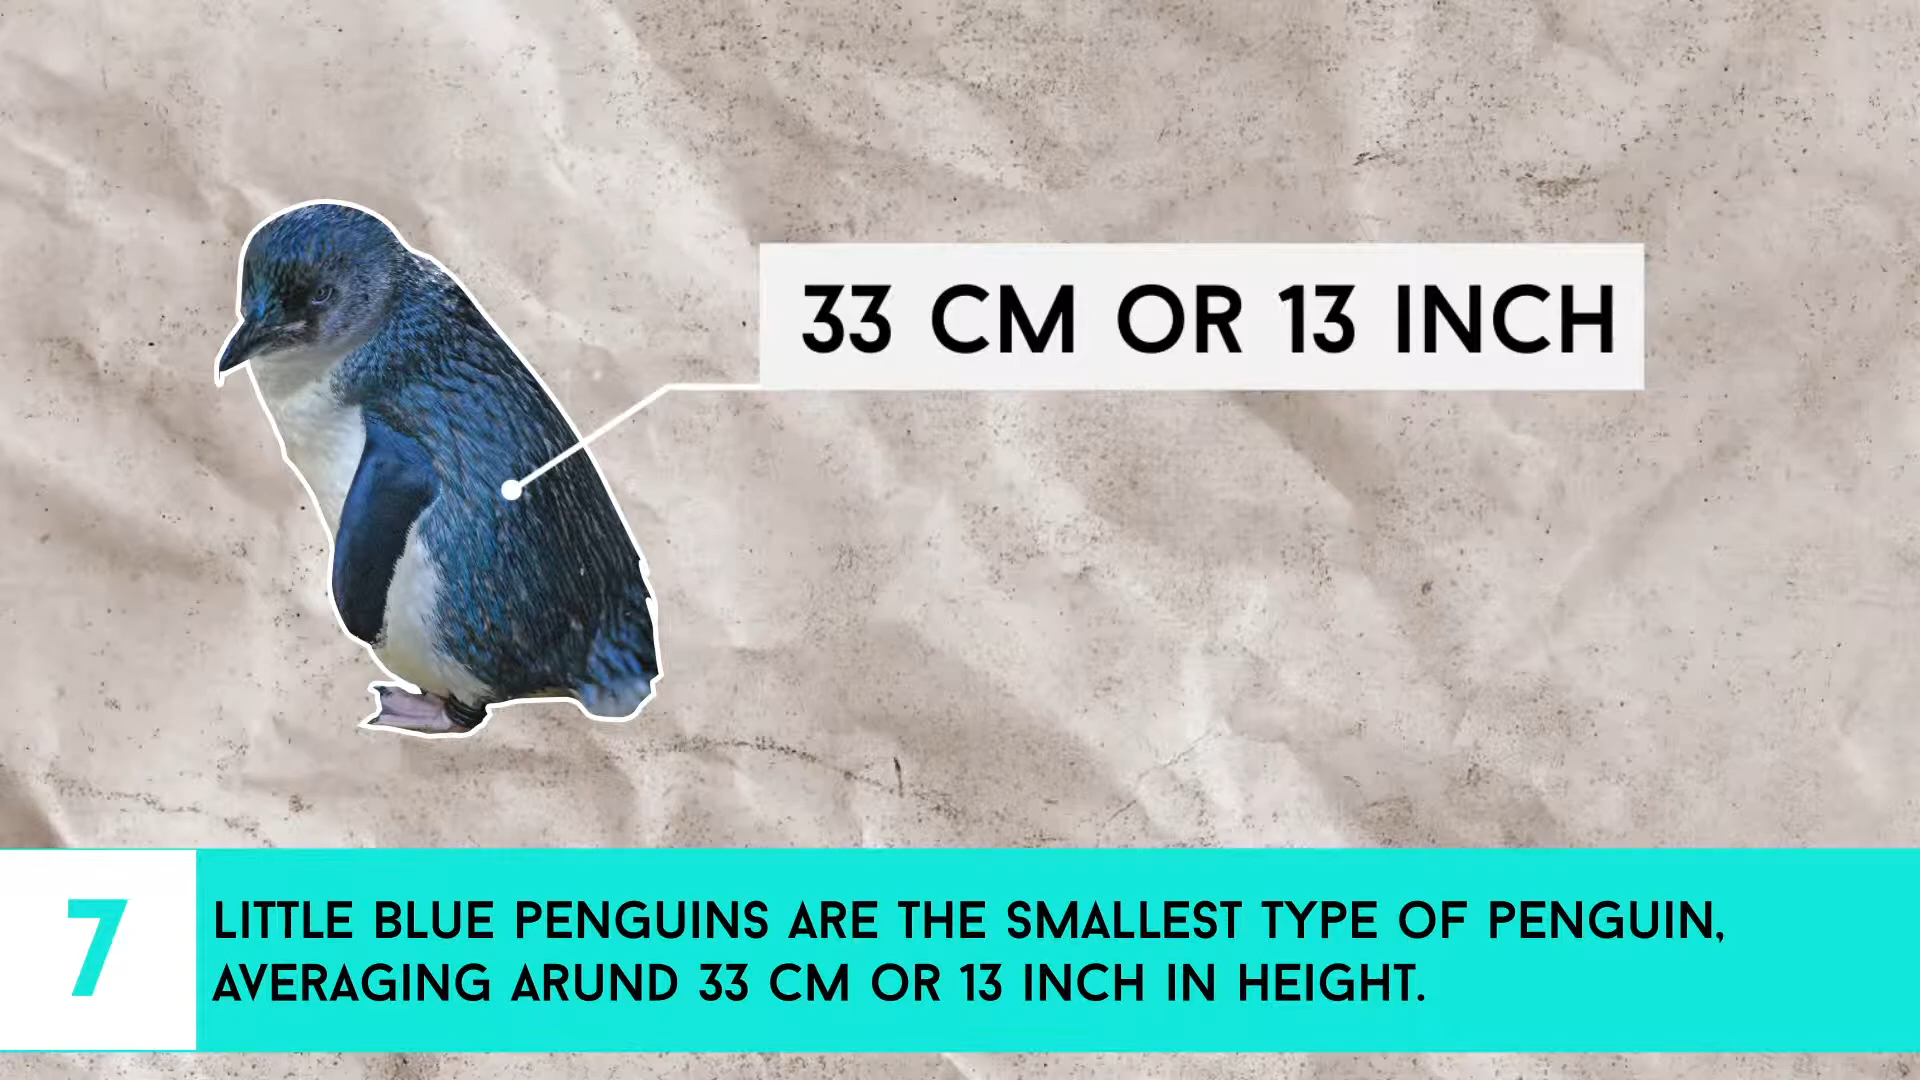 33 CM OR 13 INCH
7
LITTLE BLUE PENGUINS ARE THE SMALLEST TYPE OF PENGUIN,
AVERAGING ARUND 33 CM OR 13 INCH IN HEIGHT.